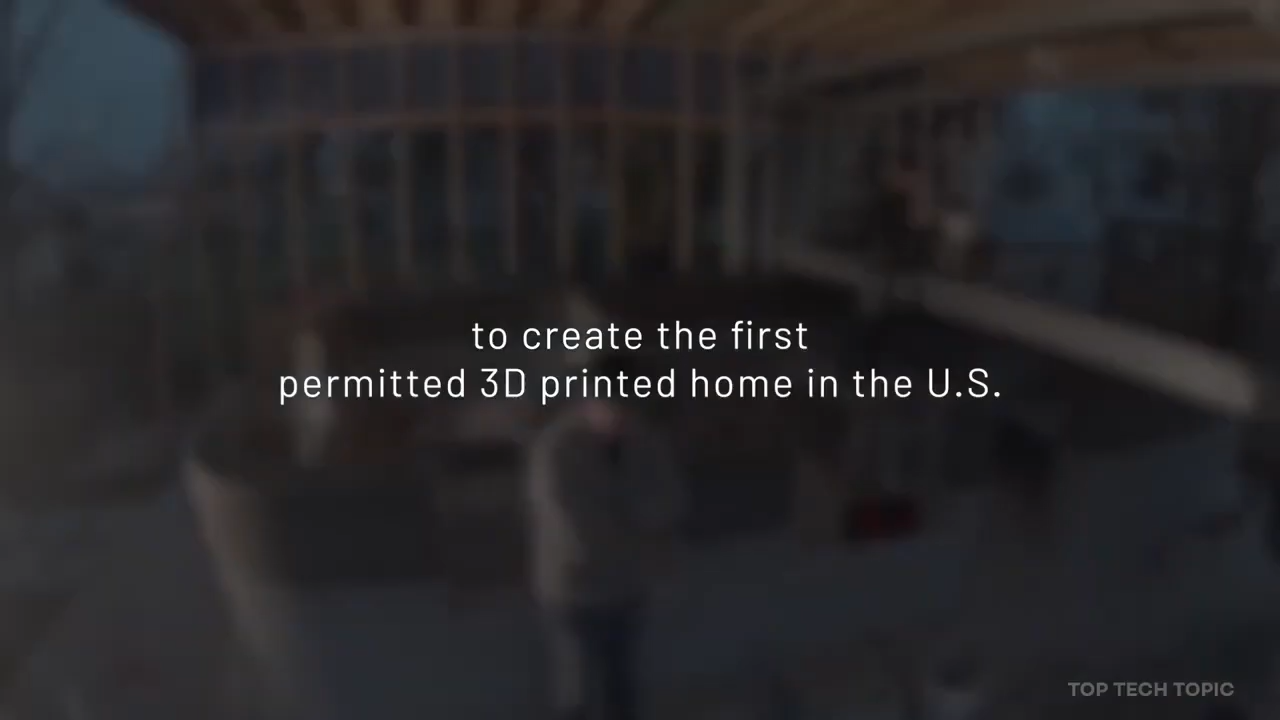 to create the first
permitted 3D printed home in the U.S.
TOP TECH TOPIC